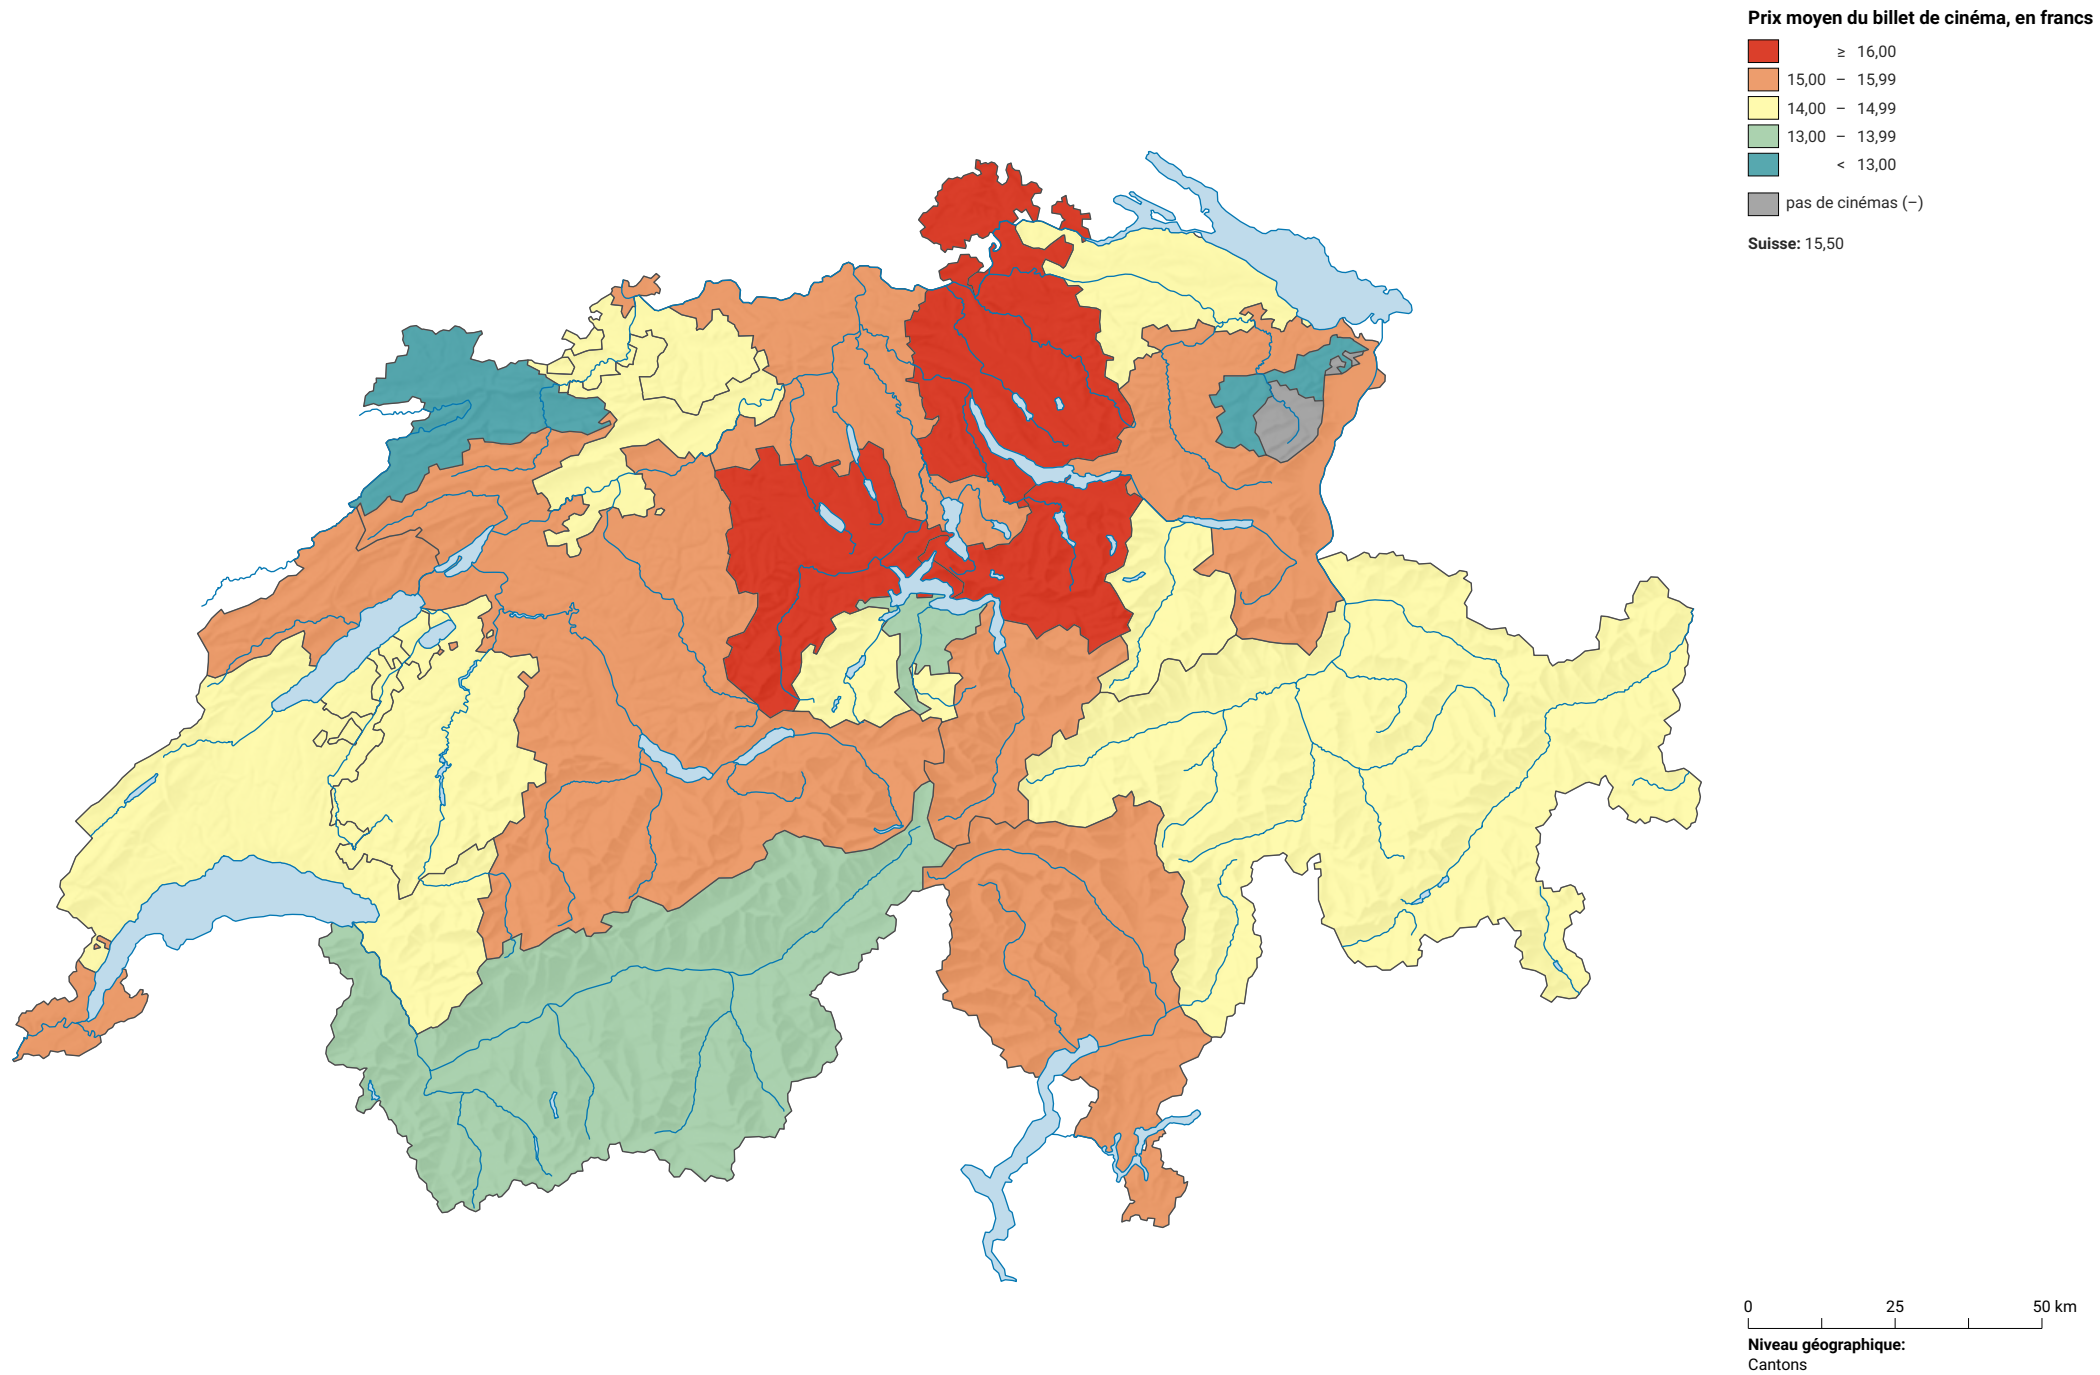 Prix moyen du billet de cinéma, en francs
≥ 16,00
15,00 – 15,99
14,00 – 14,99
13,00 – 13,99
< 13,00
pas de cinémas (–)
Suisse: 15,50
0 25 50 km
Niveau géographique:
Cantons